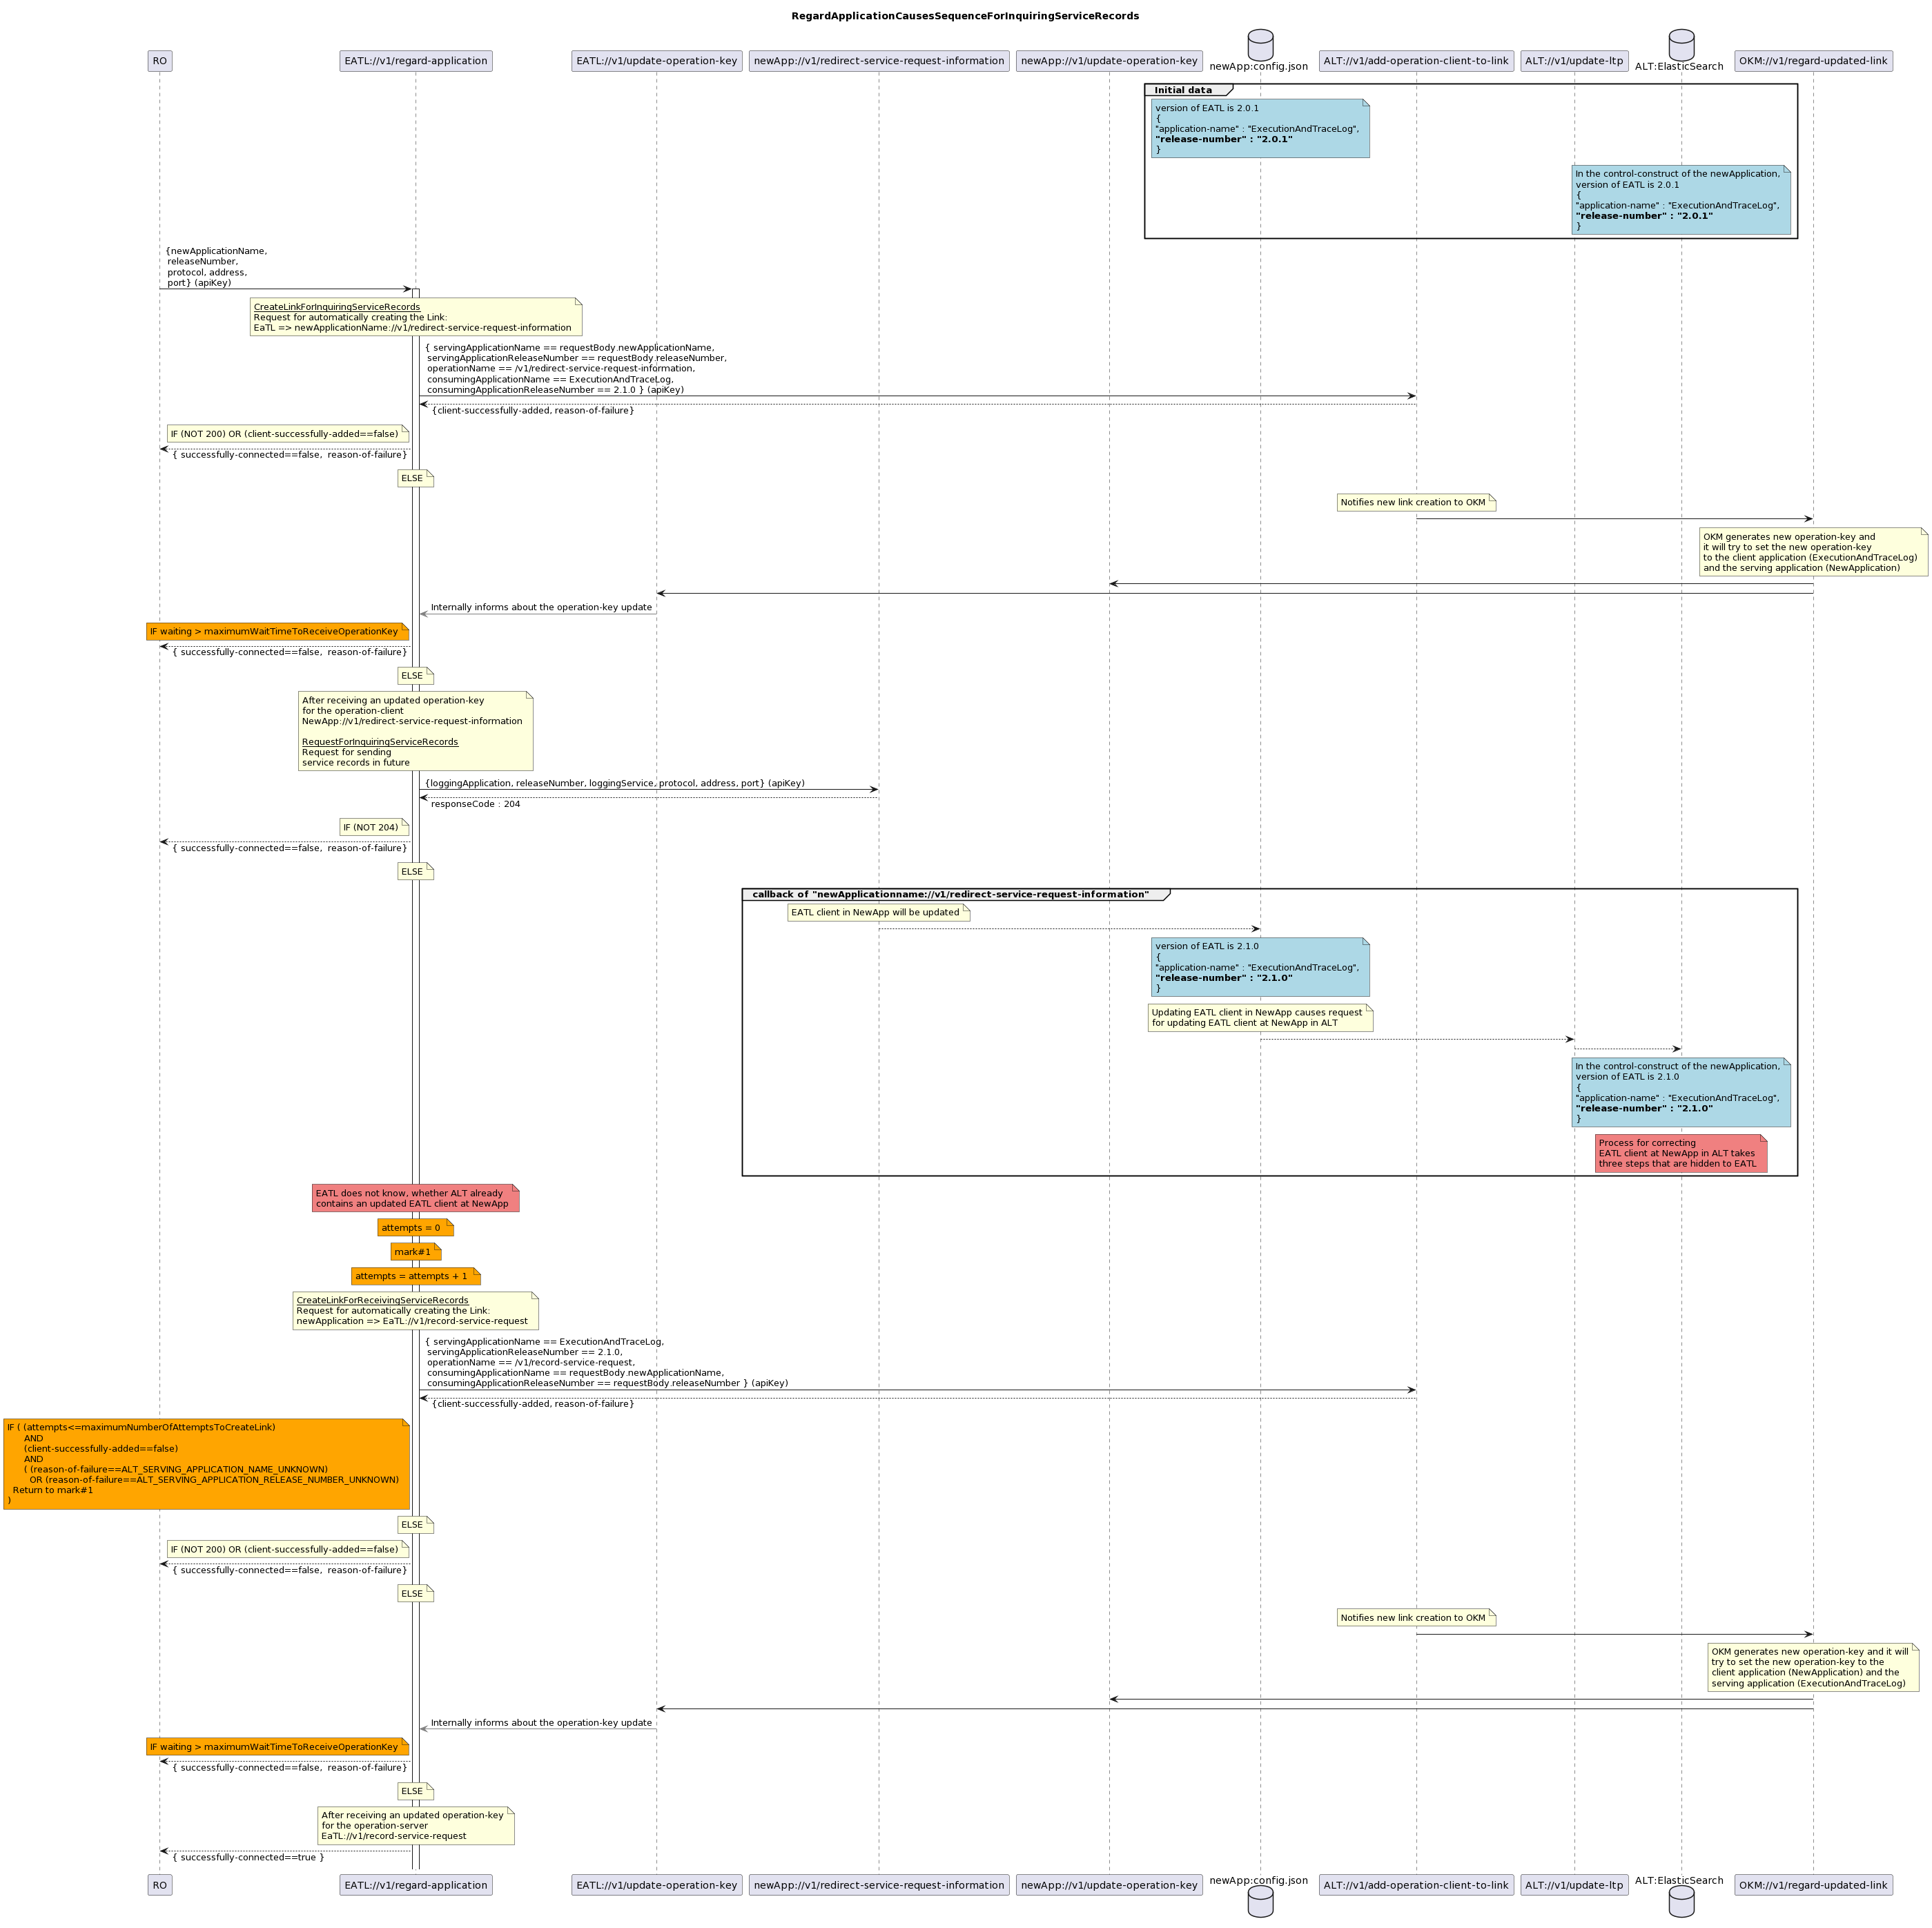 RegardApplicationCausesSequenceForInquiringServiceRecords
RO
EATL://v1/regard-application
EATL://v1/update-operation-key
newApp://v1/redirect-service-request-information
newApp://v1/update-operation-key
newApp:config.json
ALT://v1/add-operation-client-to-link
ALT://v1/update-ltp
ALT:ElasticSearch
OKM://v1/regard-updated-link
Initial data
version of EATL is 2.0.1
{
"application-name" : "ExecutionAndTraceLog",
"release-number" : "2.0.1"
}
In the control-construct of the newApplication,
version of EATL is 2.0.1
{
"application-name" : "ExecutionAndTraceLog",
"release-number" : "2.0.1"
}
{newApplicationName,
releaseNumber,
protocol, address,
port} (apiKey)
CreateLinkForInquiringServiceRecords
Request for automatically creating the Link:
EaTL => newApplicationName://v1/redirect-service-request-information
{ servingApplicationName == requestBody.newApplicationName,
servingApplicationReleaseNumber == requestBody.releaseNumber,
operationName == /v1/redirect-service-request-information,
consumingApplicationName == ExecutionAndTraceLog,
consumingApplicationReleaseNumber == 2.1.0 } (apiKey)
{client-successfully-added, reason-of-failure}
IF (NOT 200) OR (client-successfully-added==false)
{ successfully-connected==false,  reason-of-failure}
ELSE
Notifies new link creation to OKM
OKM generates new operation-key and
it will try to set the new operation-key
to the client application (ExecutionAndTraceLog)
and the serving application (NewApplication)
Internally informs about the operation-key update
IF waiting > maximumWaitTimeToReceiveOperationKey
{ successfully-connected==false,  reason-of-failure}
ELSE
After receiving an updated operation-key
for the operation-client
NewApp://v1/redirect-service-request-information
RequestForInquiringServiceRecords
Request for sending
service records in future
{loggingApplication, releaseNumber, loggingService, protocol, address, port} (apiKey)
responseCode : 204
IF (NOT 204)
{ successfully-connected==false,  reason-of-failure}
ELSE
callback of "newApplicationname://v1/redirect-service-request-information"
EATL client in NewApp will be updated
version of EATL is 2.1.0
{
"application-name" : "ExecutionAndTraceLog",
"release-number" : "2.1.0"
}
Updating EATL client in NewApp causes request
for updating EATL client at NewApp in ALT
In the control-construct of the newApplication,
version of EATL is 2.1.0
{
"application-name" : "ExecutionAndTraceLog",
"release-number" : "2.1.0"
}
Process for correcting
EATL client at NewApp in ALT takes
three steps that are hidden to EATL
EATL does not know, whether ALT already
contains an updated EATL client at NewApp
attempts = 0
mark#1
attempts = attempts + 1
CreateLinkForReceivingServiceRecords
Request for automatically creating the Link:
newApplication => EaTL://v1/record-service-request
{ servingApplicationName == ExecutionAndTraceLog,
servingApplicationReleaseNumber == 2.1.0,
operationName == /v1/record-service-request,
consumingApplicationName == requestBody.newApplicationName,
consumingApplicationReleaseNumber == requestBody.releaseNumber } (apiKey)
{client-successfully-added, reason-of-failure}
IF ( (attempts<=maximumNumberOfAttemptsToCreateLink)
AND
(client-successfully-added==false)
AND
( (reason-of-failure==ALT_SERVING_APPLICATION_NAME_UNKNOWN)
OR (reason-of-failure==ALT_SERVING_APPLICATION_RELEASE_NUMBER_UNKNOWN)
Return to mark#1
)
ELSE
IF (NOT 200) OR (client-successfully-added==false)
{ successfully-connected==false,  reason-of-failure}
ELSE
Notifies new link creation to OKM
OKM generates new operation-key and it will
try to set the new operation-key to the
client application (NewApplication) and the
serving application (ExecutionAndTraceLog)
Internally informs about the operation-key update
IF waiting > maximumWaitTimeToReceiveOperationKey
{ successfully-connected==false,  reason-of-failure}
ELSE
After receiving an updated operation-key
for the operation-server
EaTL://v1/record-service-request
{ successfully-connected==true }
RO
EATL://v1/regard-application
EATL://v1/update-operation-key
newApp://v1/redirect-service-request-information
newApp://v1/update-operation-key
newApp:config.json
ALT://v1/add-operation-client-to-link
ALT://v1/update-ltp
ALT:ElasticSearch
OKM://v1/regard-updated-link